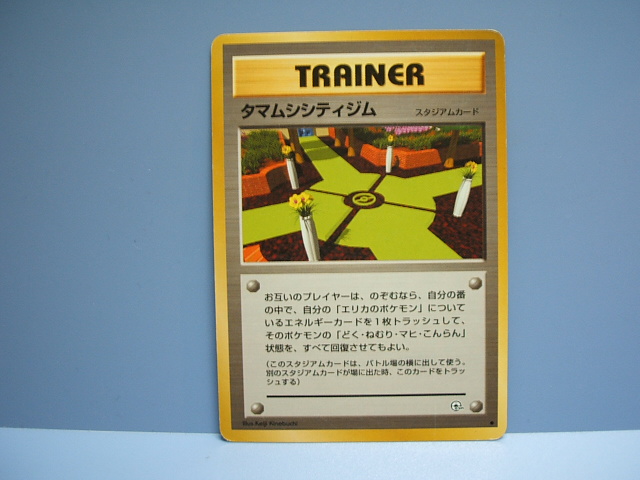 TRAINER
タマムシシティジム
スタジアムカード
お互いのプレイヤーは、のぞむなら、自分の番
の中で、自分の「エリカのポケモン」について
いるエネルギーカードを1枚トラッシュして、
そのポケモンの「どく・ねむり・マヒ・こんらん」
状態を、すべて回復させてもよい。
(このスタジアムカードは、バトル場の横に出して使う。
別のスタジアムカードが場に出た時、このカードをトラッ
シュする)
Illus. Keiji Kinebuchi